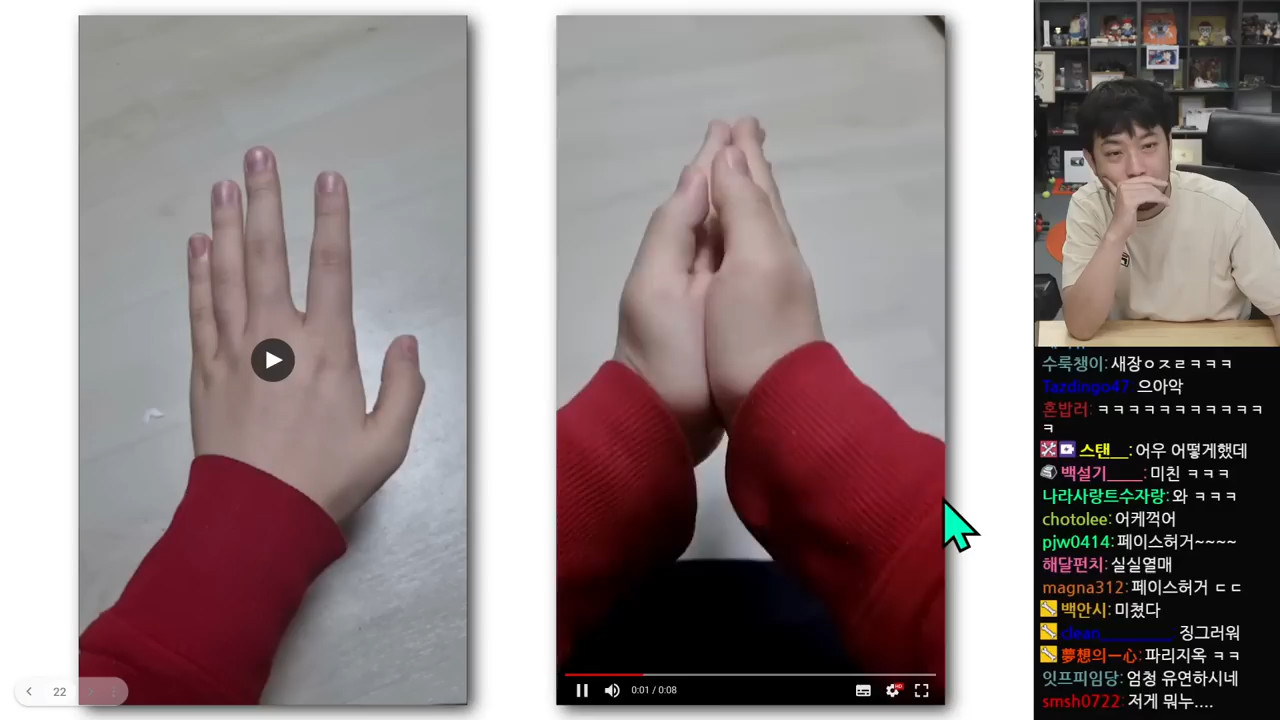 22
0:01 / 0:08
HD
수룩챙이: 새장ㅇㅈㄹㅋㅋㅋ
Tazdingo47: 으아악
혼밥러: ㅋㅋㅋㅋㅋㅋㅋㅋㅋㅋㅋ
ㅋ
스탠__: 어우 어떻게했데
백설기____: 미친 ㅋㅋㅋ
나라사랑트수자랑: 와 ㅋㅋㅋ
chotolee: 어케꺽어
pjw0414: 페이스허거~~~~
해달펀치: 실실열매
magna312: 페이스허거 ㄷㄷ
백안시: 미쳤다
clean________: 징그러워
夢想의一心: 파리지옥 ㅋㅋ
잇프피임당: 엄청 유연하시네
smsh0722: 저게 뭐누....